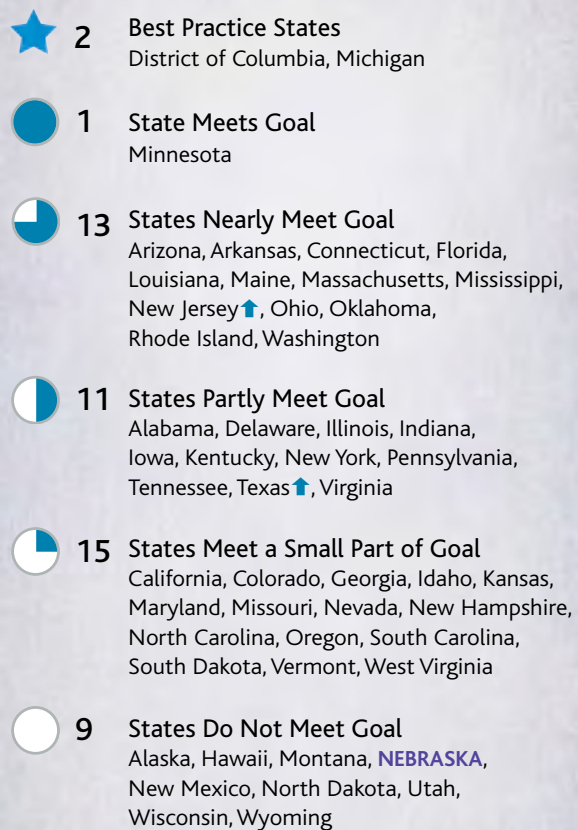 2 Best Practice States
District of Columbia, Michigan
1 State Meets Goal
Minnesota
13 States Nearly Meet Goal
Arizona, Arkansas, Connecticut, Florida,
Louisiana, Maine, Massachusetts, Mississippi,
New Jersey⬆, Ohio, Oklahoma,
Rhode Island, Washington
11 States Partly Meet Goal
Alabama, Delaware, Illinois, Indiana,
Iowa, Kentucky, New York, Pennsylvania,
Tennessee, Texas⬆, Virginia
15 States Meet a Small Part of Goal
California, Colorado, Georgia, Idaho, Kansas,
Maryland, Missouri, Nevada, New Hampshire,
North Carolina, Oregon, South Carolina,
South Dakota, Vermont, West Virginia
9 States Do Not Meet Goal
Alaska, Hawaii, Montana, NEBRASKA,
New Mexico, North Dakota, Utah,
Wisconsin, Wyoming